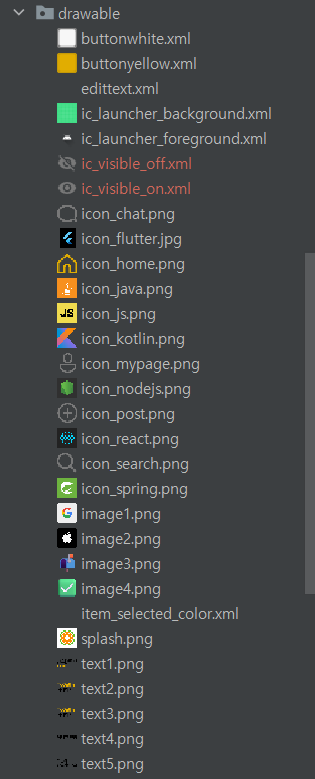 drawable
buttonwhite.xml
buttonyellow.xml
edittext.xml
ic_launcher_background.xml
ic_launcher_foreground.xml
ic_visible_off.xml
ic_visible_on.xml
icon_chat.png
icon_flutter.jpg
icon_home.png
icon_java.png
JS icon_js.png
icon_kotlin.png
icon_mypage.png
icon_nodejs.png
icon_post.png
icon_react.png
icon_search.png
icon_spring.png
G image1.png
image2.png
image3.png
image4.png
item_selected_color.xml
splash.png
text1.png
text2.png
text3.png
text4.png
text5.png